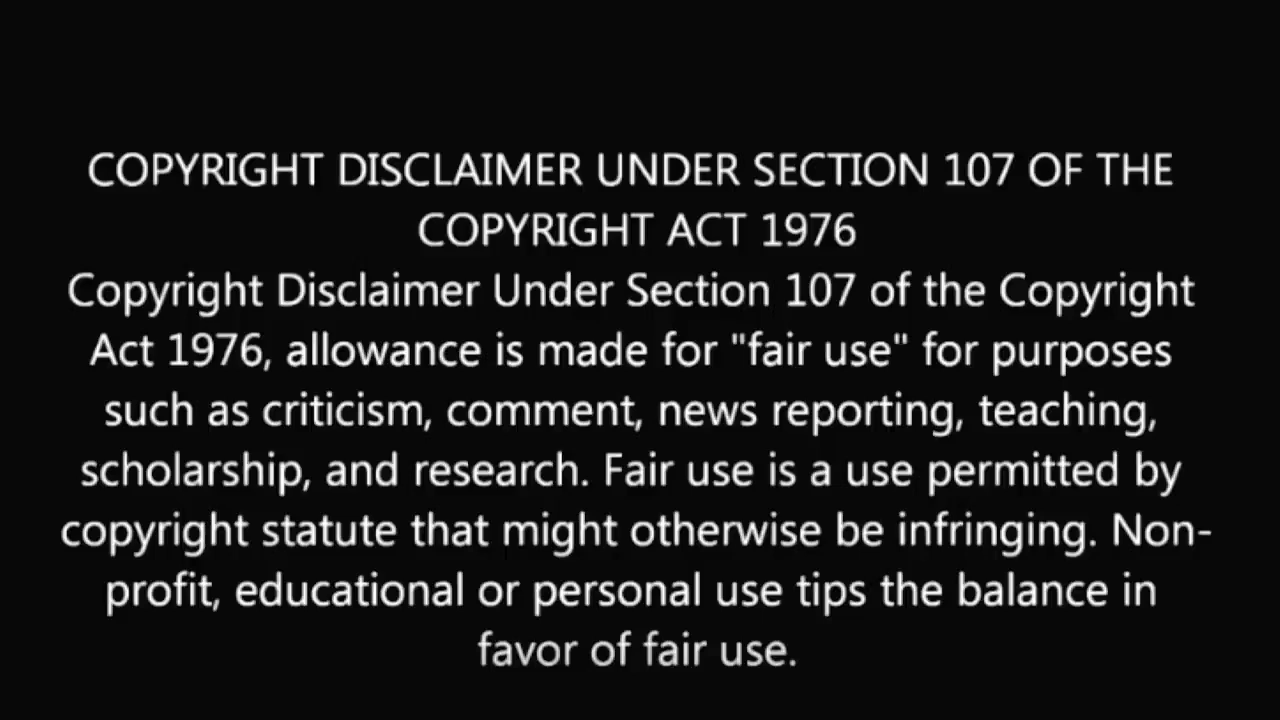 COPYRIGHT DISCLAIMER UNDER SECTION 107 OF THE
COPYRIGHT ACT 1976
Copyright Disclaimer Under Section 107 of the Copyright
Act 1976, allowance is made for "fair use" for purposes
such as criticism, comment, news reporting, teaching,
scholarship, and research. Fair use is a use permitted by
copyright statute that might otherwise be infringing. Non-
profit, educational or personal use tips the balance in
favor of fair use.